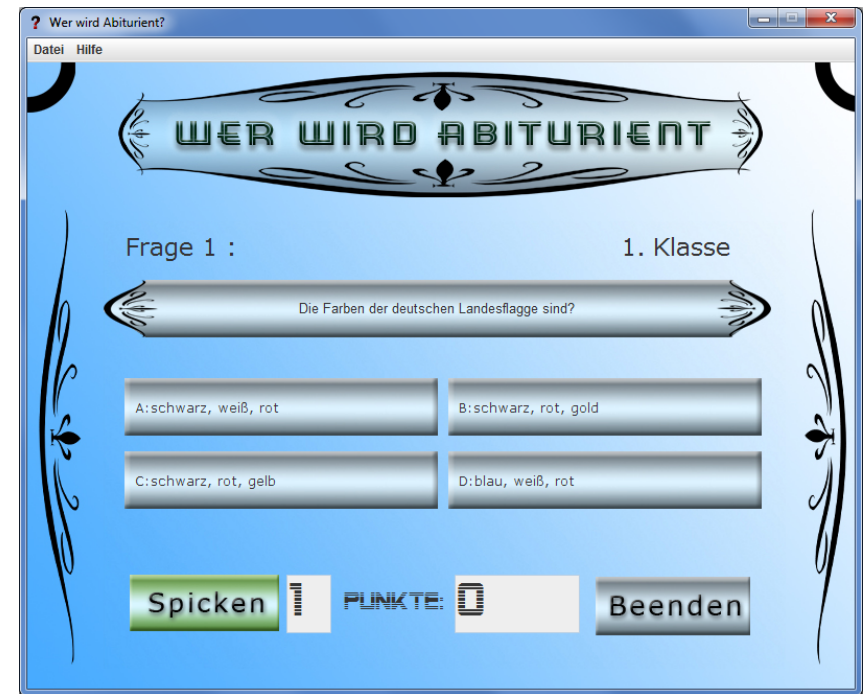 ? Wer wird Abiturient?
Datei Hilfe
WER WIRD ABITURIENT
Frage 1 : 1. Klasse
Die Farben der deutschen Landesflagge sind?
A:schwarz, weiß, rot B:schwarz, rot, gold
C:schwarz, rot, gelb D:blau, weiß, rot
Spicken 1 PUNKTE: 0 Beenden